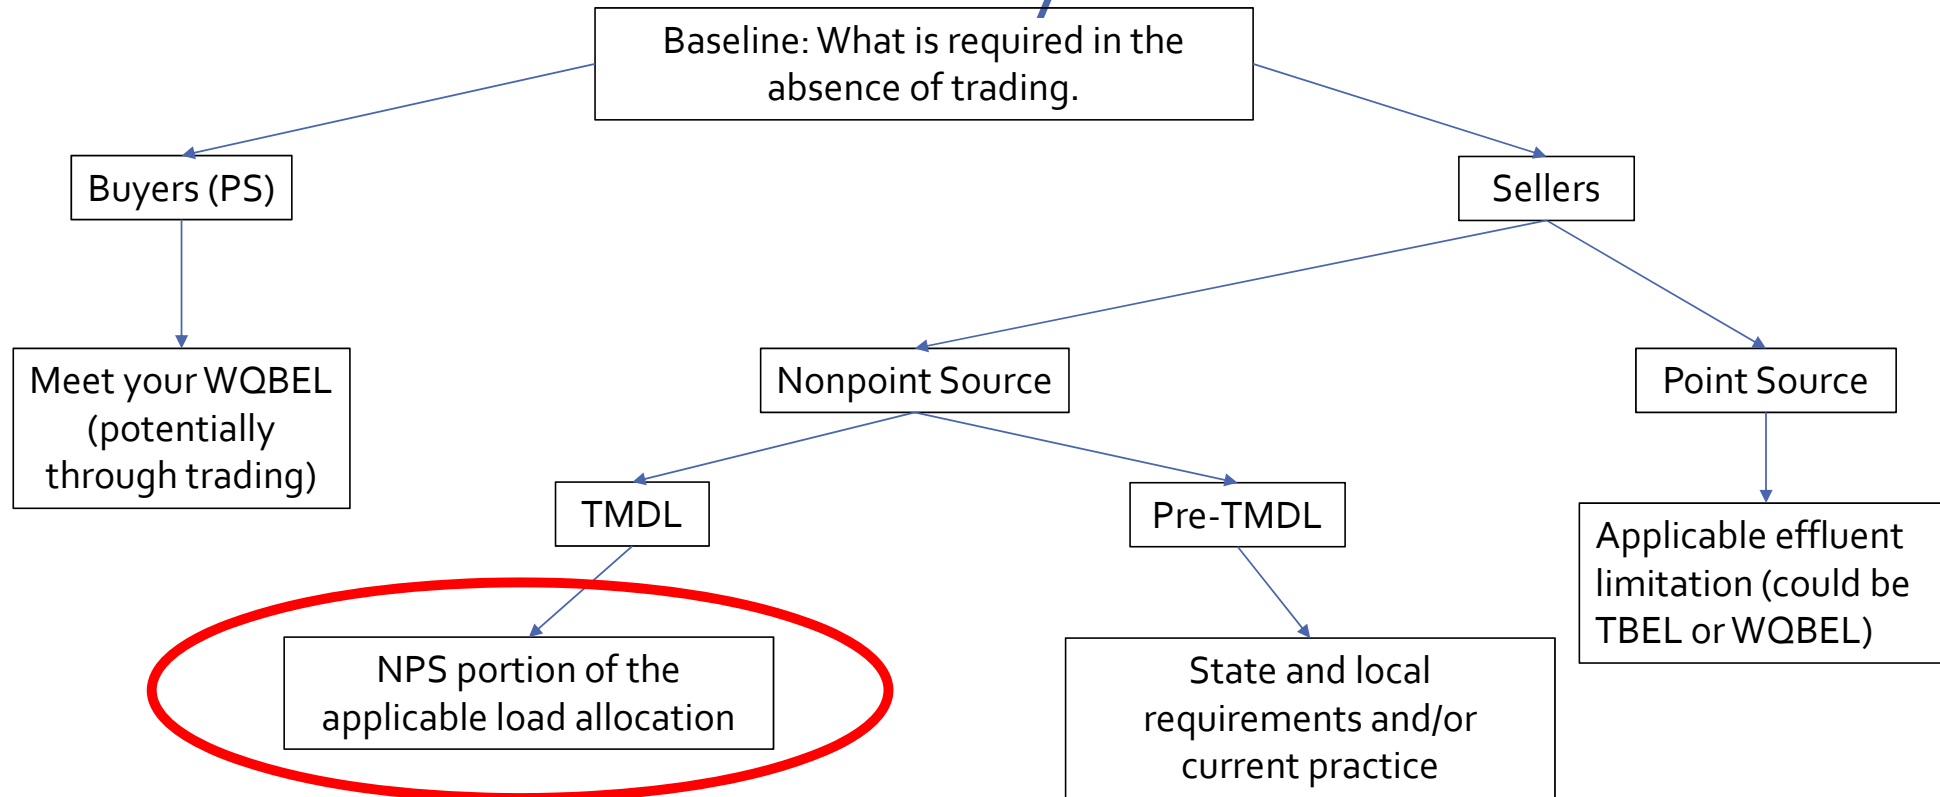 Baseline: What is required in the
absence of trading.
Buyers (PS)
Sellers
Meet your WQBEL
(potentially
through trading)
Nonpoint Source
Point Source
TMDL
Pre-TMDL
Applicable effluent
limitation (could be
TBEL or WQBEL)
NPS portion of the
applicable load allocation
State and local
requirements and/or
current practice